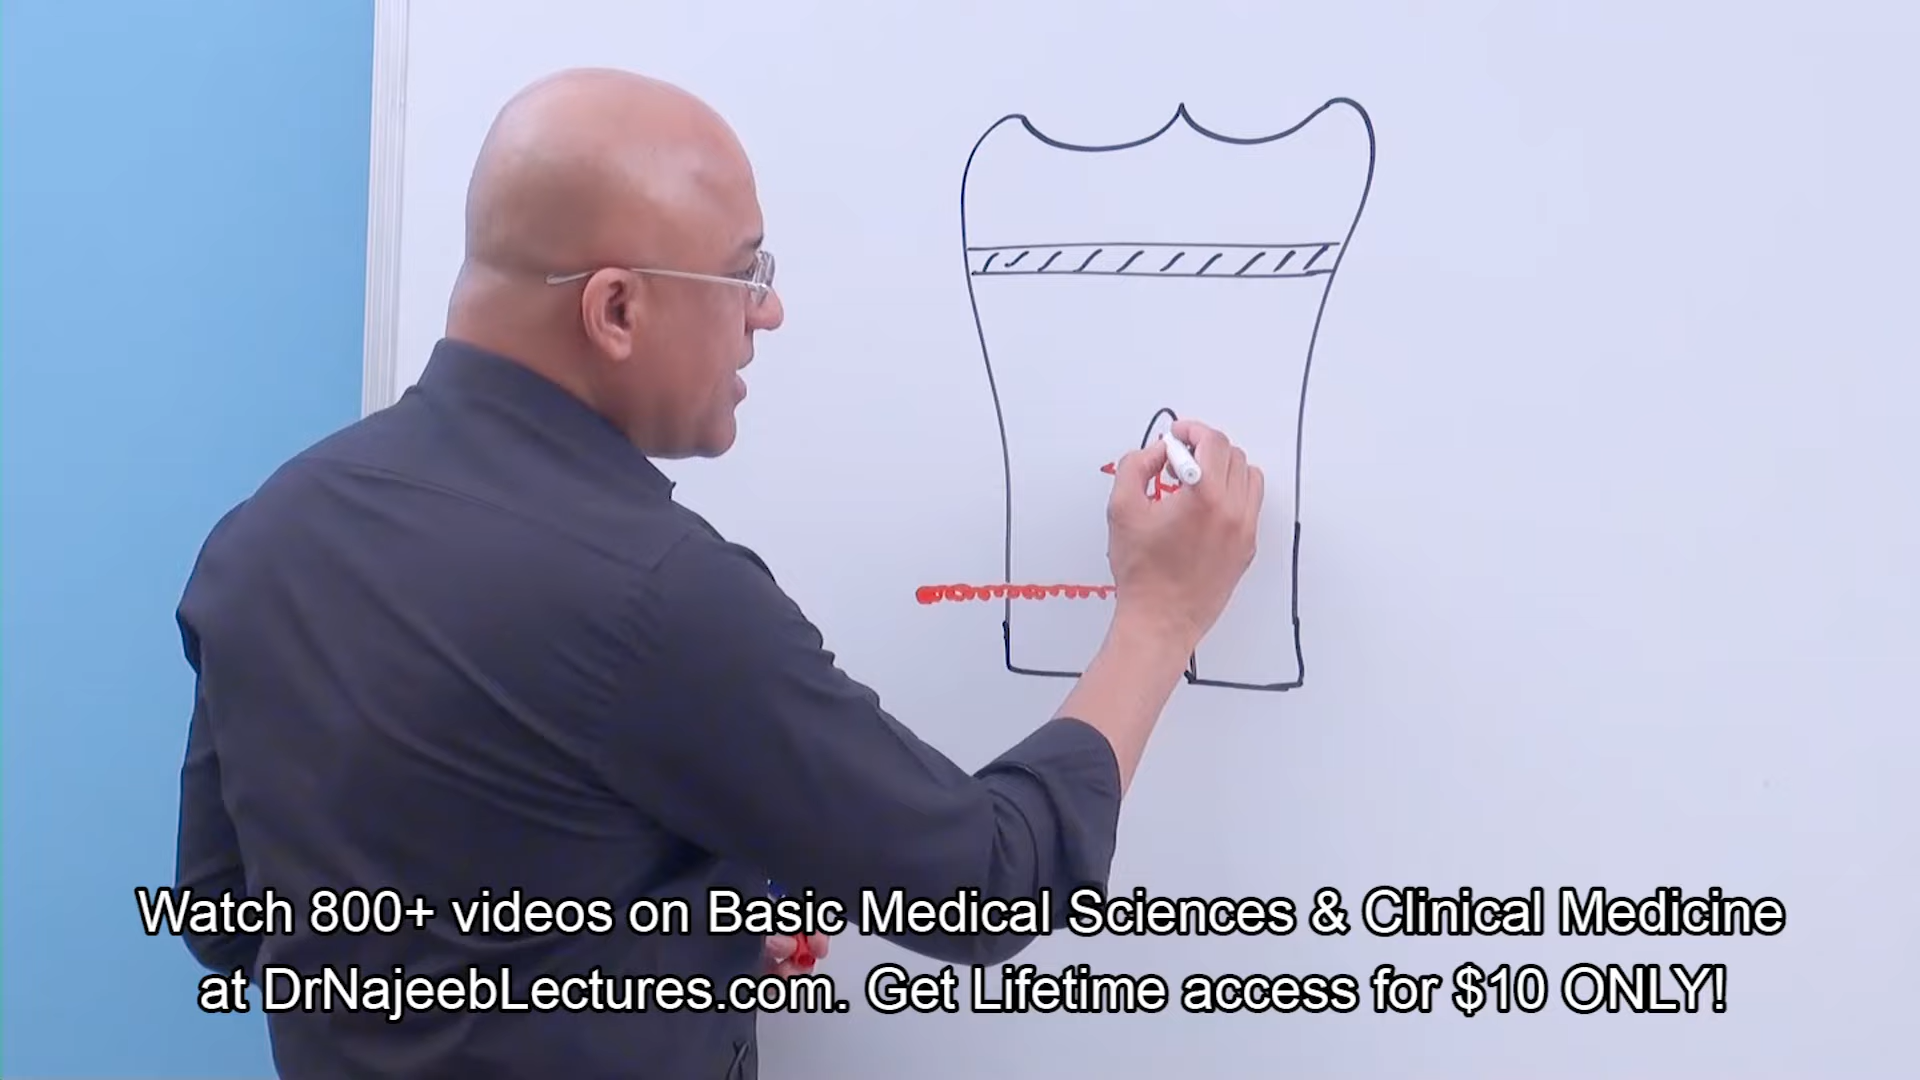 Watch 800+ videos on Basic Medical Sciences & Clinical Medicine
at DrNajeebLectures.com. Get Lifetime access for $10 ONLY!